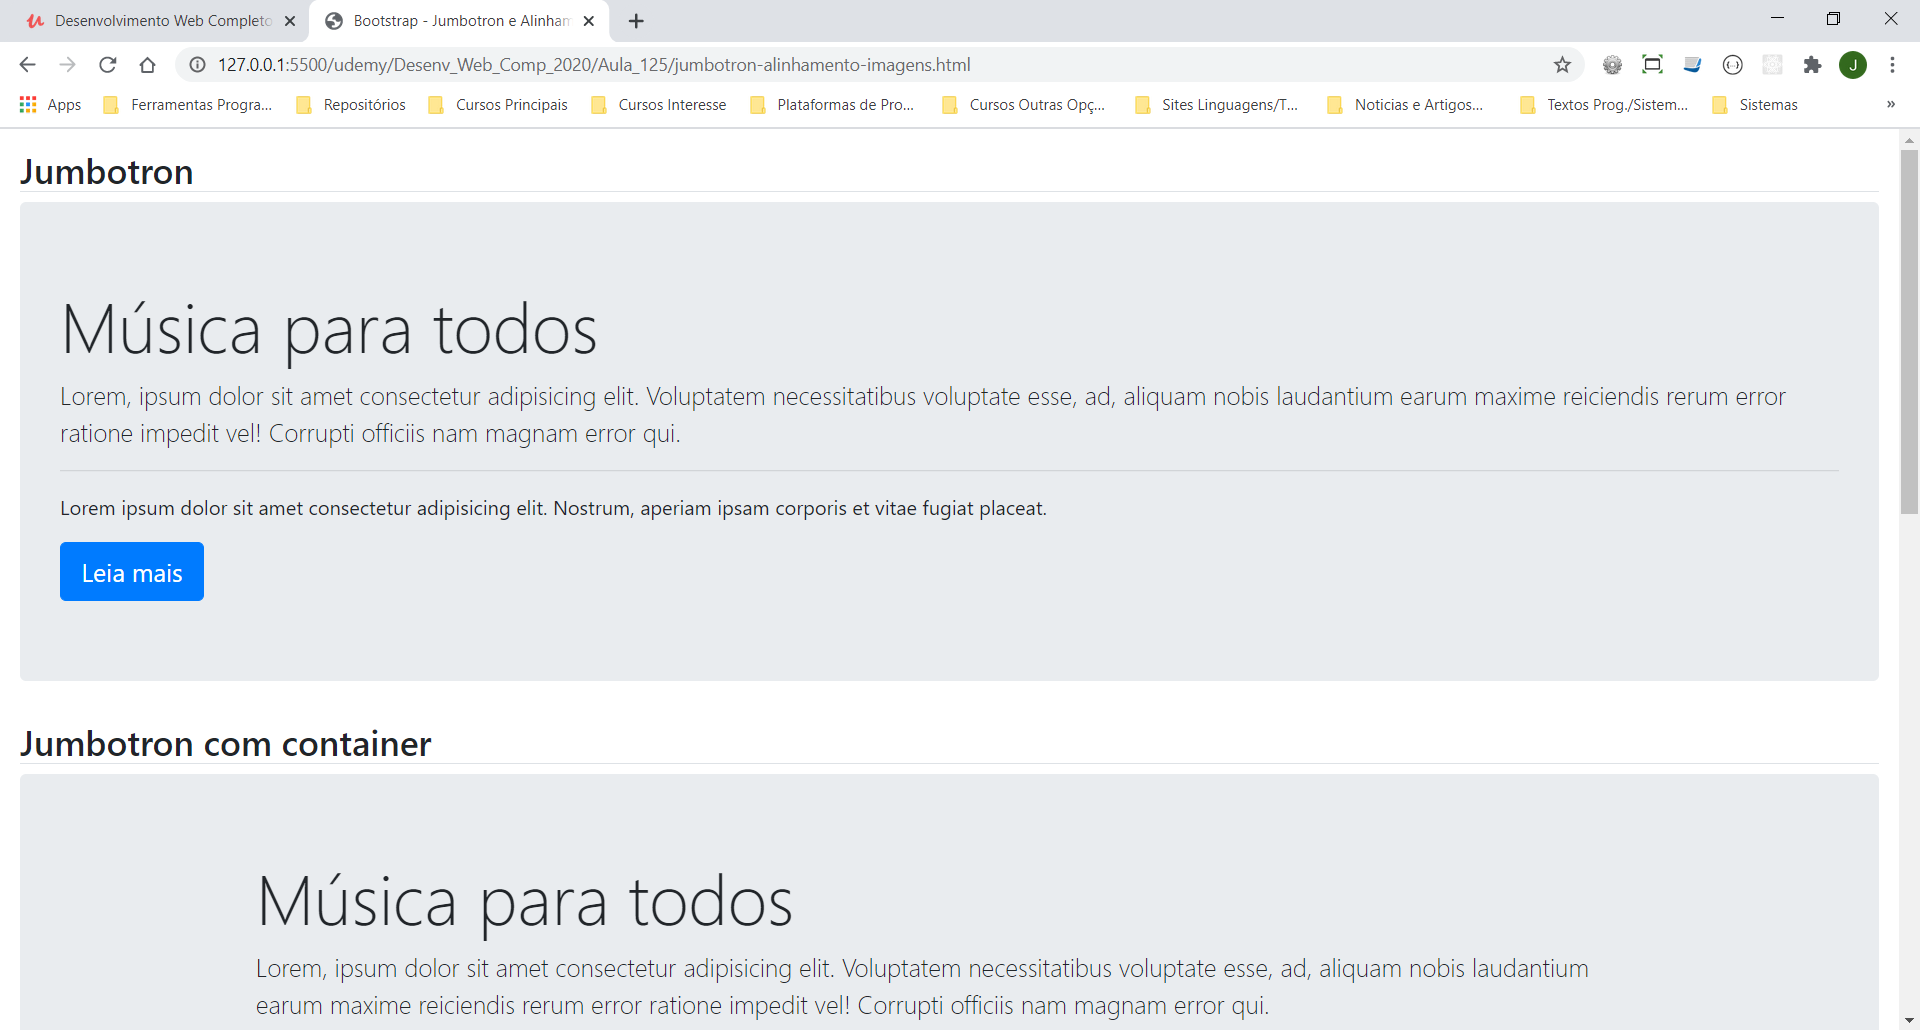 Desenvolvimento Web Completo
Bootstrap - Jumbotron e Alinham
127.0.0.1:5500/udemy/Desenv_Web_Comp_2020/Aula_125/jumbotron-alinhamento-imagens.html
J
Apps
Ferramentas Progra...
Repositórios
Cursos Principais
Cursos Interesse
Plataformas de Pro...
Cursos Outras Opç...
Sites Linguagens/T...
Noticias e Artigos...
Textos Prog./Sistem...
Sistemas
»
Jumbotron
Música para todos
Lorem, ipsum dolor sit amet consectetur adipisicing elit. Voluptatem necessitatibus voluptate esse, ad, aliquam nobis laudantium earum maxime reiciendis rerum error
ratione impedit vel! Corrupti officiis nam magnam error qui.
Lorem ipsum dolor sit amet consectetur adipisicing elit. Nostrum, aperiam ipsam corporis et vitae fugiat placeat.
Leia mais
Jumbotron com container
Música para todos
Lorem, ipsum dolor sit amet consectetur adipisicing elit. Voluptatem necessitatibus voluptate esse, ad, aliquam nobis laudantium
earum maxime reiciendis rerum error ratione impedit vel! Corrupti officiis nam magnam error qui.